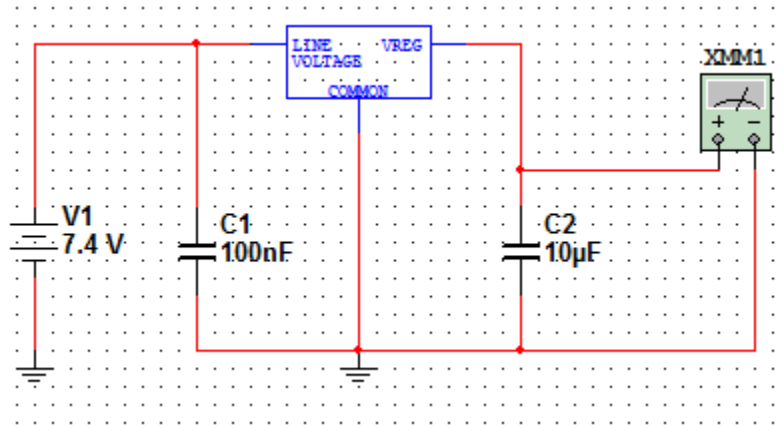 LINE VREG
VOLTAGE
COMMON
XMM1
+ −
V1
7.4 V
C1
100nF
C2
10µF